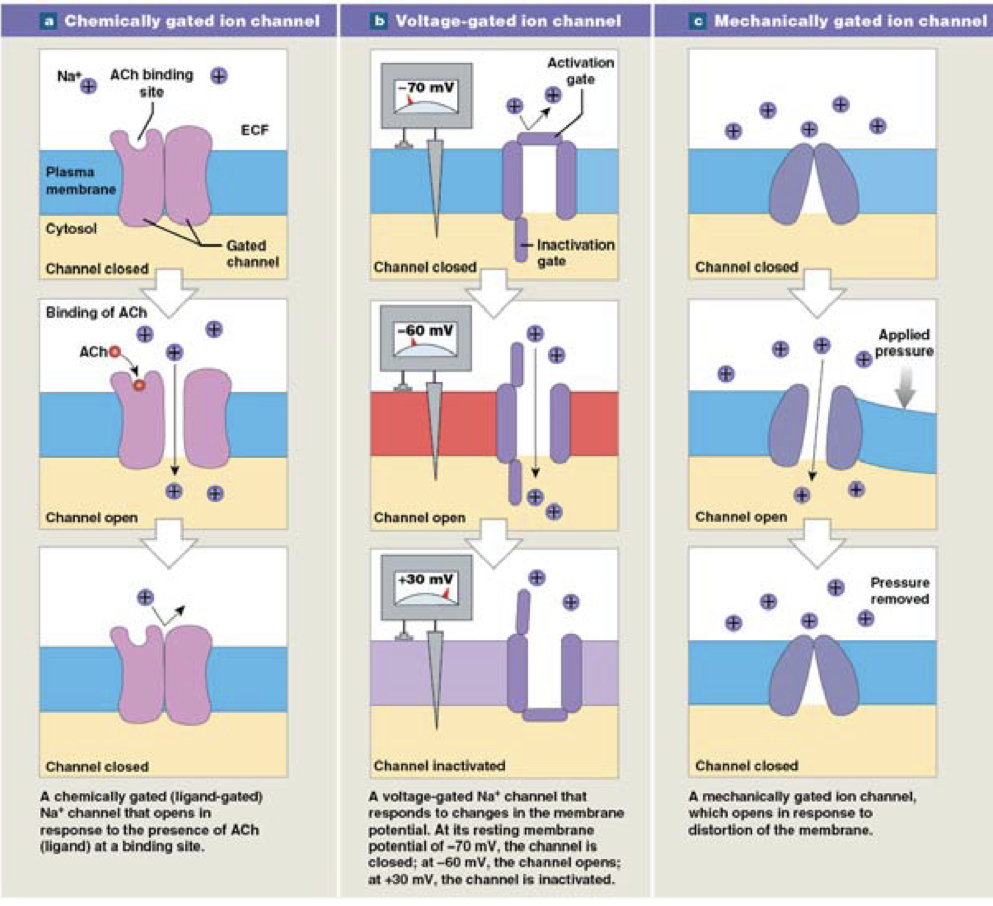 a Chemically gated ion channel
Na⁺
ACh binding
site
ECF
Plasma
membrane
Cytosol
Gated
channel
Channel closed
Binding of ACh
ACh
Channel open
Channel closed
A chemically gated (ligand-gated)
Na⁺ channel that opens in
response to the presence of ACh
(ligand) at a binding site.
b Voltage-gated ion channel
–70 mV
Activation
gate
Inactivation
gate
Channel closed
–60 mV
Channel open
+30 mV
Channel inactivated
A voltage-gated Na⁺ channel that
responds to changes in the membrane
potential. At its resting membrane
potential of –70 mV, the channel is
closed; at –60 mV, the channel opens;
at +30 mV, the channel is inactivated.
c Mechanically gated ion channel
Channel closed
Applied
pressure
Channel open
Pressure
removed
Channel closed
A mechanically gated ion channel,
which opens in response to
distortion of the membrane.